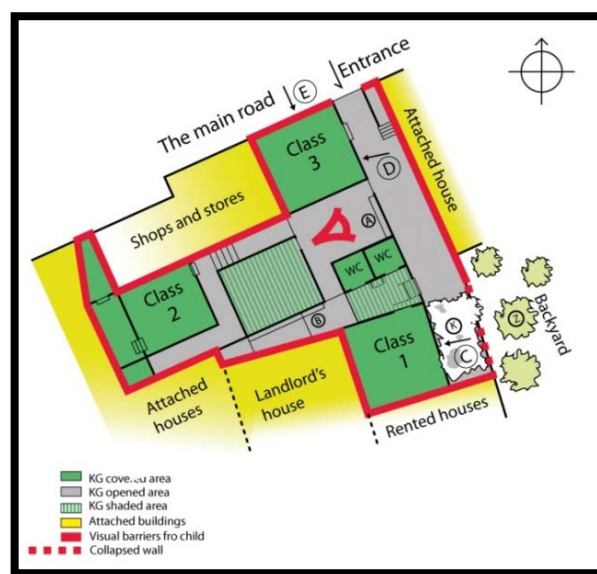 Entrance
E
The main road
Attached house
Class
3
D
Shops and stores
A
WC
WC
Class
2
B
K
Z
Backyard
C
Class
1
Attached
houses
Landlord's
house
Rented houses
KG opened area
KG shaded area
Attached buildings
Visual barriers fro child
Collapsed wall